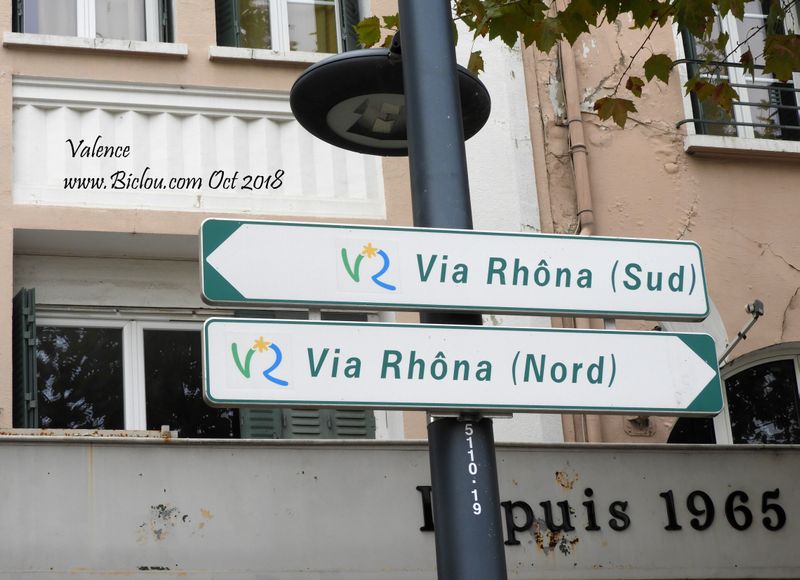 Valence
www.Biclou.com Oct 2018
Via Rhôna (Sud)
Via Rhôna (Nord)
5110·19
Depuis 1965